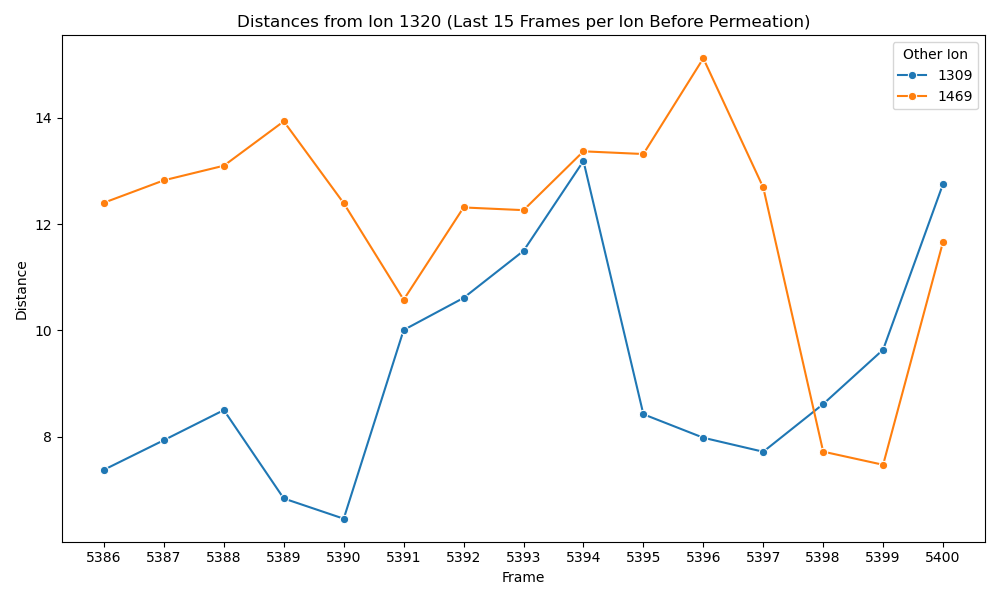 Distances from Ion 1320 (Last 15 Frames per Ion Before Permeation)
Other Ion
1309
1469
14
12
10
8
Distance
5386 5387 5388 5389 5390 5391 5392 5393 5394 5395 5396 5397 5398 5399 5400
Frame